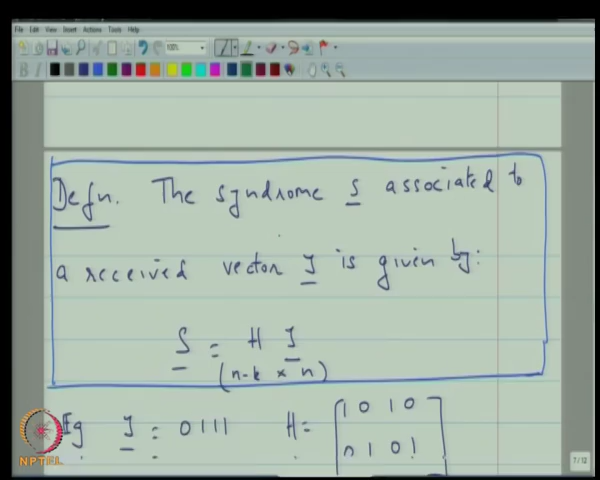 File Edit View Insert Actions Tools Help
100%
B I
Defn. The syndrome s associated to
a received vector y is given by:
s = H y
(n-k × n)
Eg y : 0111 H = [1 0 1 0
0 1 0 1
NPTEL
7/12